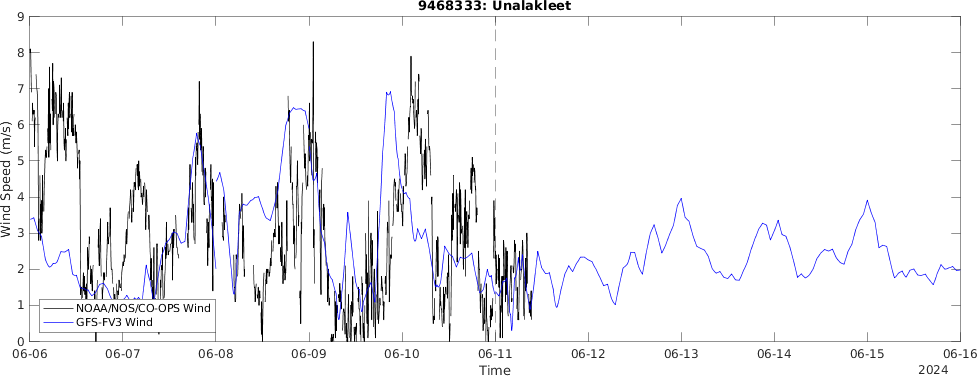 9468333: Unalakleet
Wind Speed (m/s)
9
8
7
6
5
4
3
2
1
0
NOAA/NOS/CO-OPS Wind
GFS-FV3 Wind
06-06 06-07 06-08 06-09 06-10 06-11 06-12 06-13 06-14 06-15 06-16
Time
2024